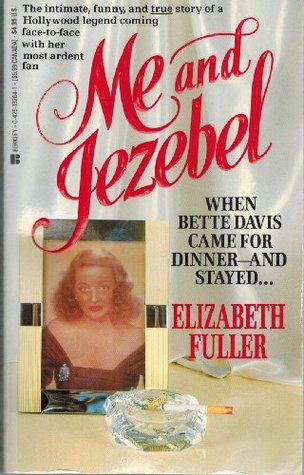 The intimate, funny, and true story of a
Hollywood legend coming
face-to-face
with her
most ardent
fan
Me and
Jezebel
WHEN
BETTE DAVIS
CAME FOR
DINNER—AND
STAYED...
ELIZABETH
FULLER
BERKLEY